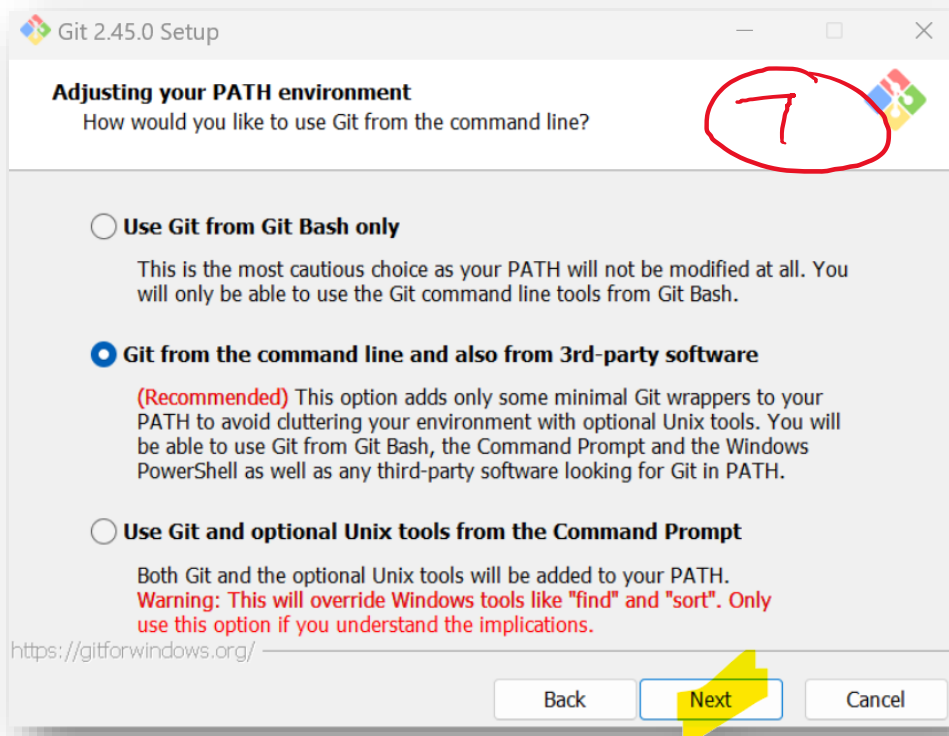 Git 2.45.0 Setup
Adjusting your PATH environment
How would you like to use Git from the command line?
7
Use Git from Git Bash only
This is the most cautious choice as your PATH will not be modified at all. You
will only be able to use the Git command line tools from Git Bash.
Git from the command line and also from 3rd-party software
(Recommended) This option adds only some minimal Git wrappers to your
PATH to avoid cluttering your environment with optional Unix tools. You will
be able to use Git from Git Bash, the Command Prompt and the Windows
PowerShell as well as any third-party software looking for Git in PATH.
Use Git and optional Unix tools from the Command Prompt
Both Git and the optional Unix tools will be added to your PATH.
Warning: This will override Windows tools like "find" and "sort". Only
use this option if you understand the implications.
https://gitforwindows.org/
Back Next Cancel